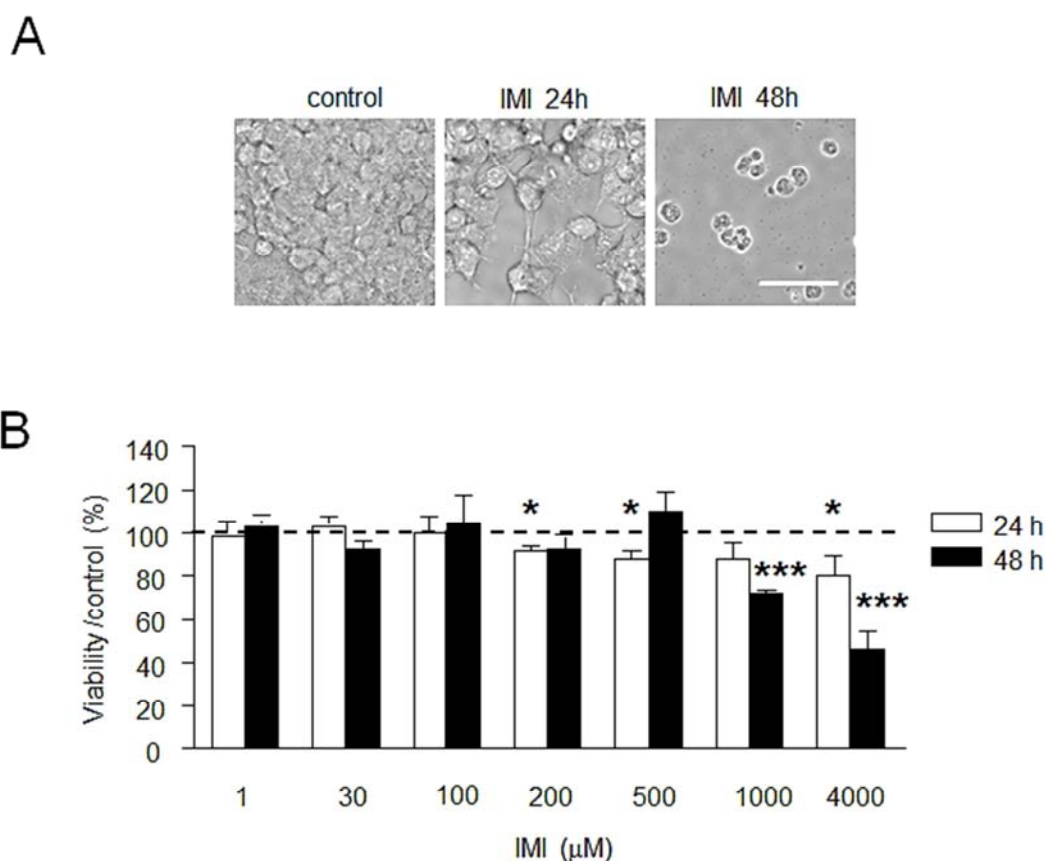 A
control IMI 24h IMI 48h
B
Viability/control (%)
140
120
100
80
60
40
20
0
* * *
***
***
24 h
48 h
1 30 100 200 500 1000 4000
IMI (μM)